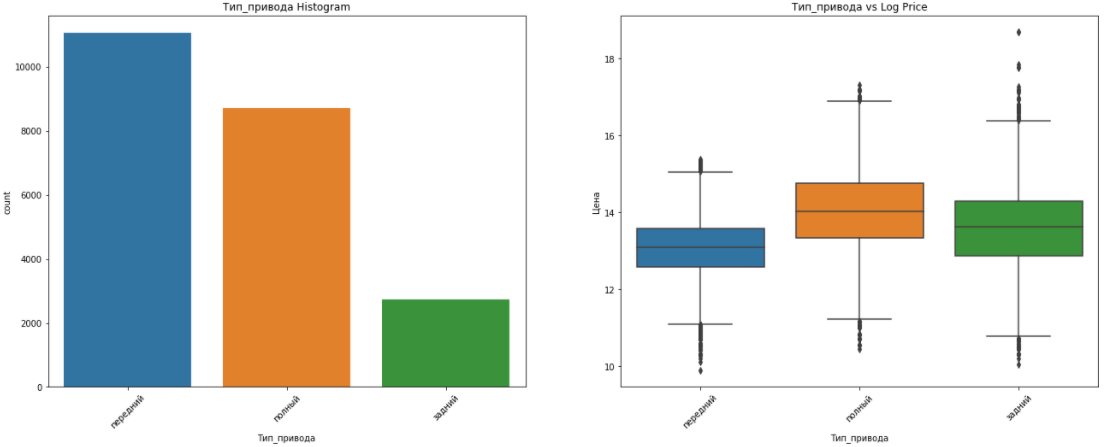 Тип_привода Histogram
10000
8000
6000
4000
2000
0
count
передний
полный
задний
Тип_привода
Тип_привода vs Log Price
18
16
14
12
10
Цена
передний
полный
задний
Тип_привода